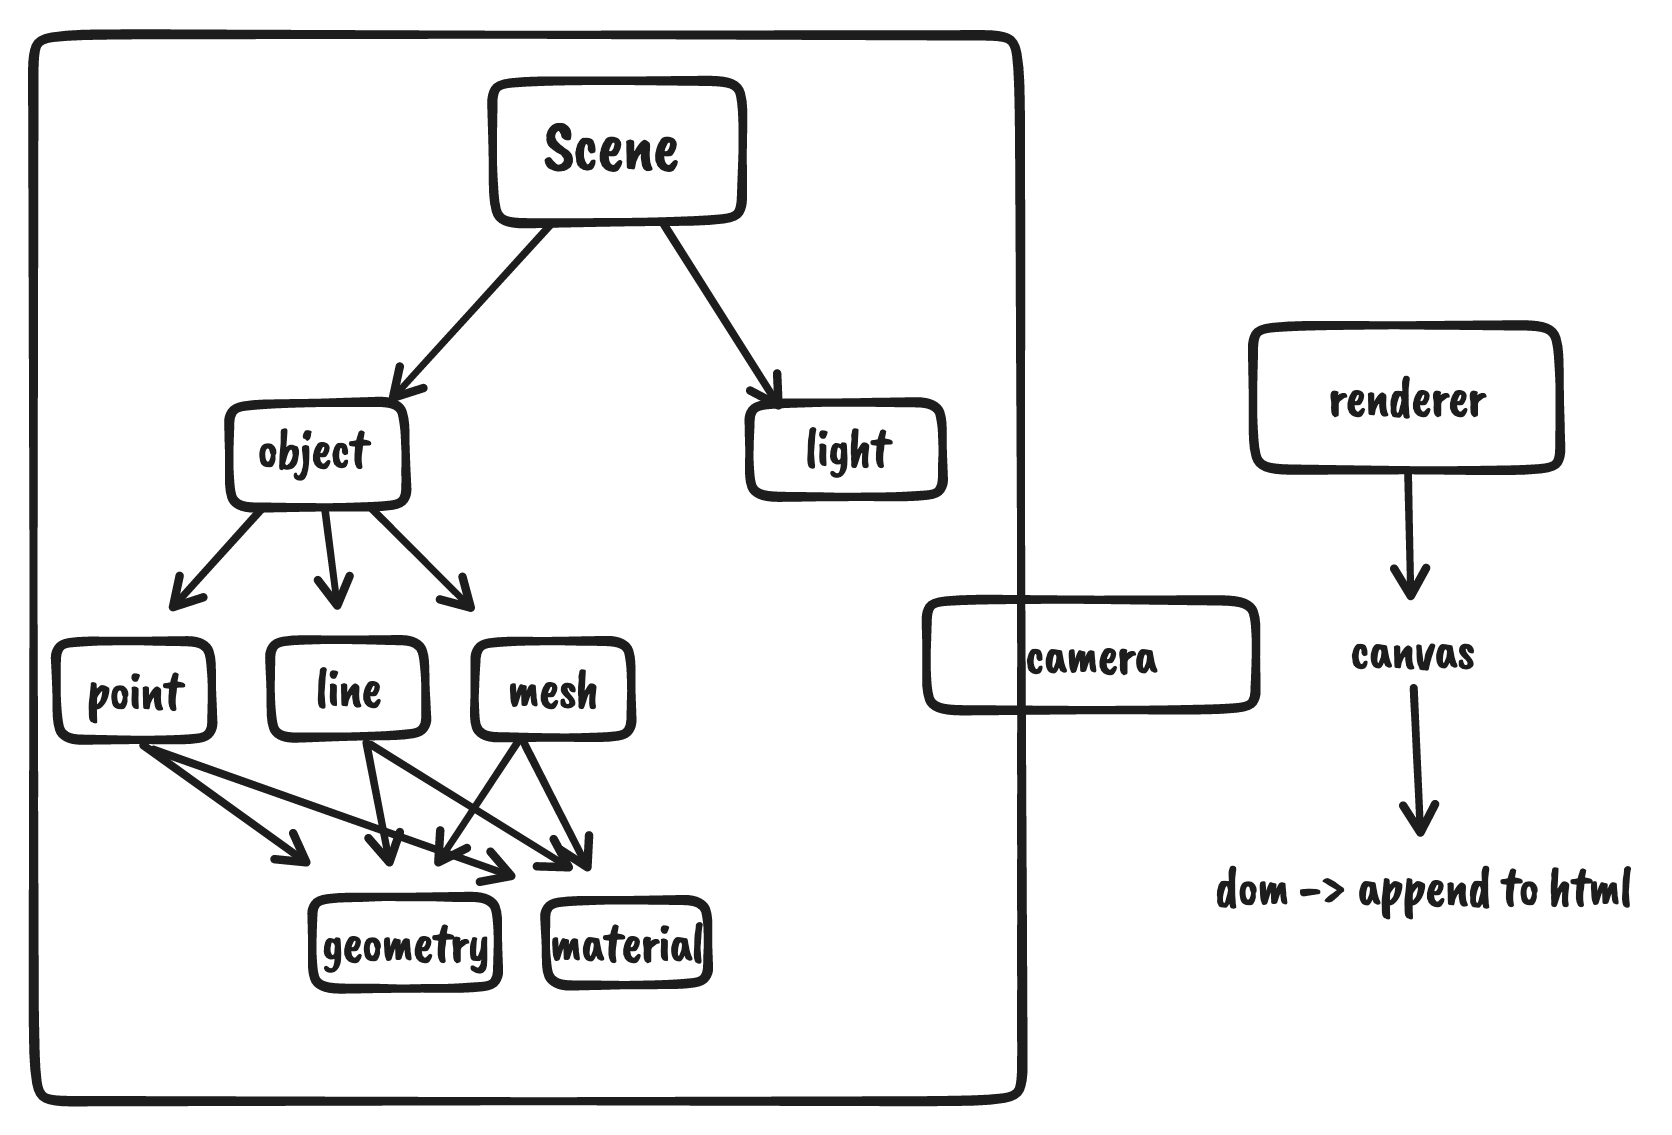 Scene
object
light
renderer
point
line
mesh
camera
canvas
geometry
material
dom -> append to html